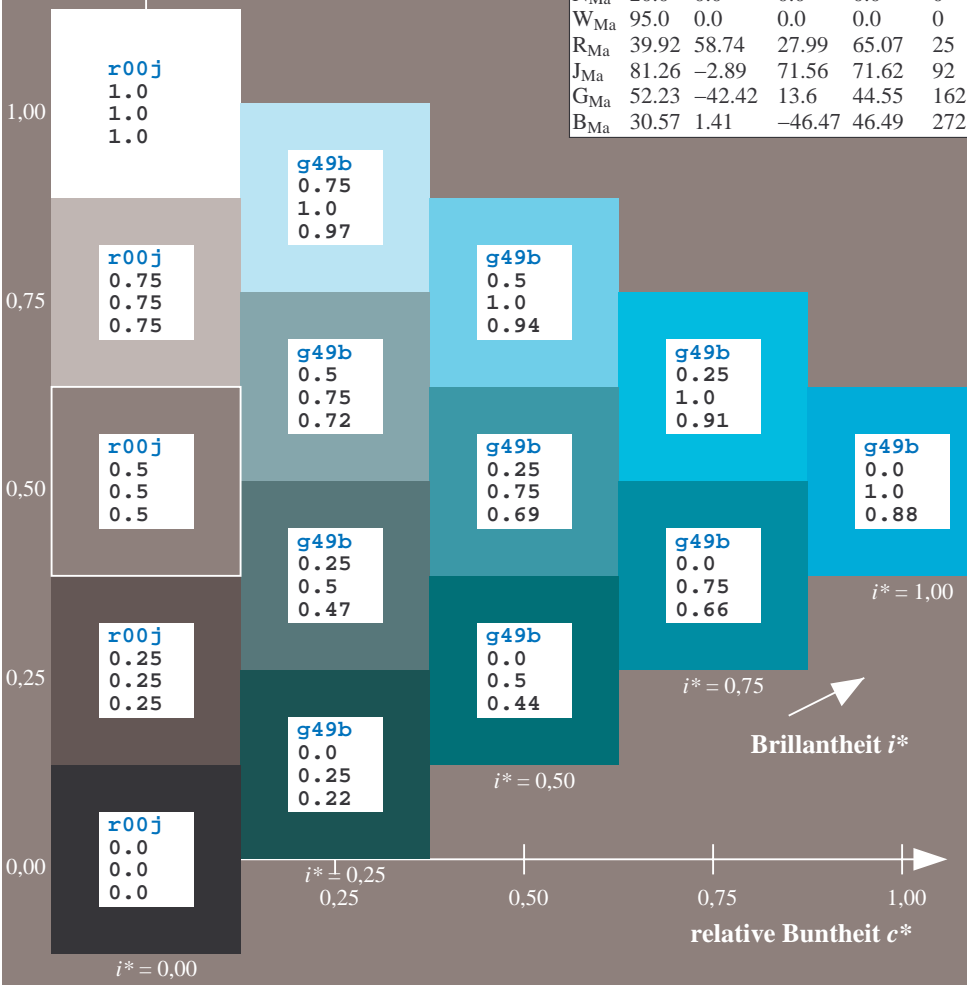 W_Ma 95.0 0.0 0.0 0.0 0
R_Ma 39.92 58.74 27.99 65.07 25
J_Ma 81.26 −2.89 71.56 71.62 92
G_Ma 52.23 −42.42 13.6 44.55 162
B_Ma 30.57 1.41 −46.47 46.49 272
1,00
0,75
0,50
0,25
0,00
r00j
1.0
1.0
1.0
r00j
0.75
0.75
0.75
r00j
0.5
0.5
0.5
r00j
0.25
0.25
0.25
r00j
0.0
0.0
0.0
i* = 0,00
g49b
0.75
1.0
0.97
g49b
0.5
0.75
0.72
g49b
0.25
0.5
0.47
g49b
0.0
0.25
0.22
i* = 0,25
g49b
0.5
1.0
0.94
g49b
0.25
0.75
0.69
g49b
0.0
0.5
0.44
i* = 0,50
g49b
0.25
1.0
0.91
g49b
0.0
0.75
0.66
i* = 0,75
g49b
0.0
1.0
0.88
i* = 1,00
Brillantheit i*
0,25 0,50 0,75 1,00
relative Buntheit c*